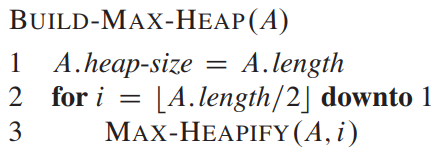 BUILD-MAX-HEAP(A)
1 A.heap-size = A.length
2 for i = ⌊A.length/2⌋ downto 1
3 MAX-HEAPIFY(A, i)